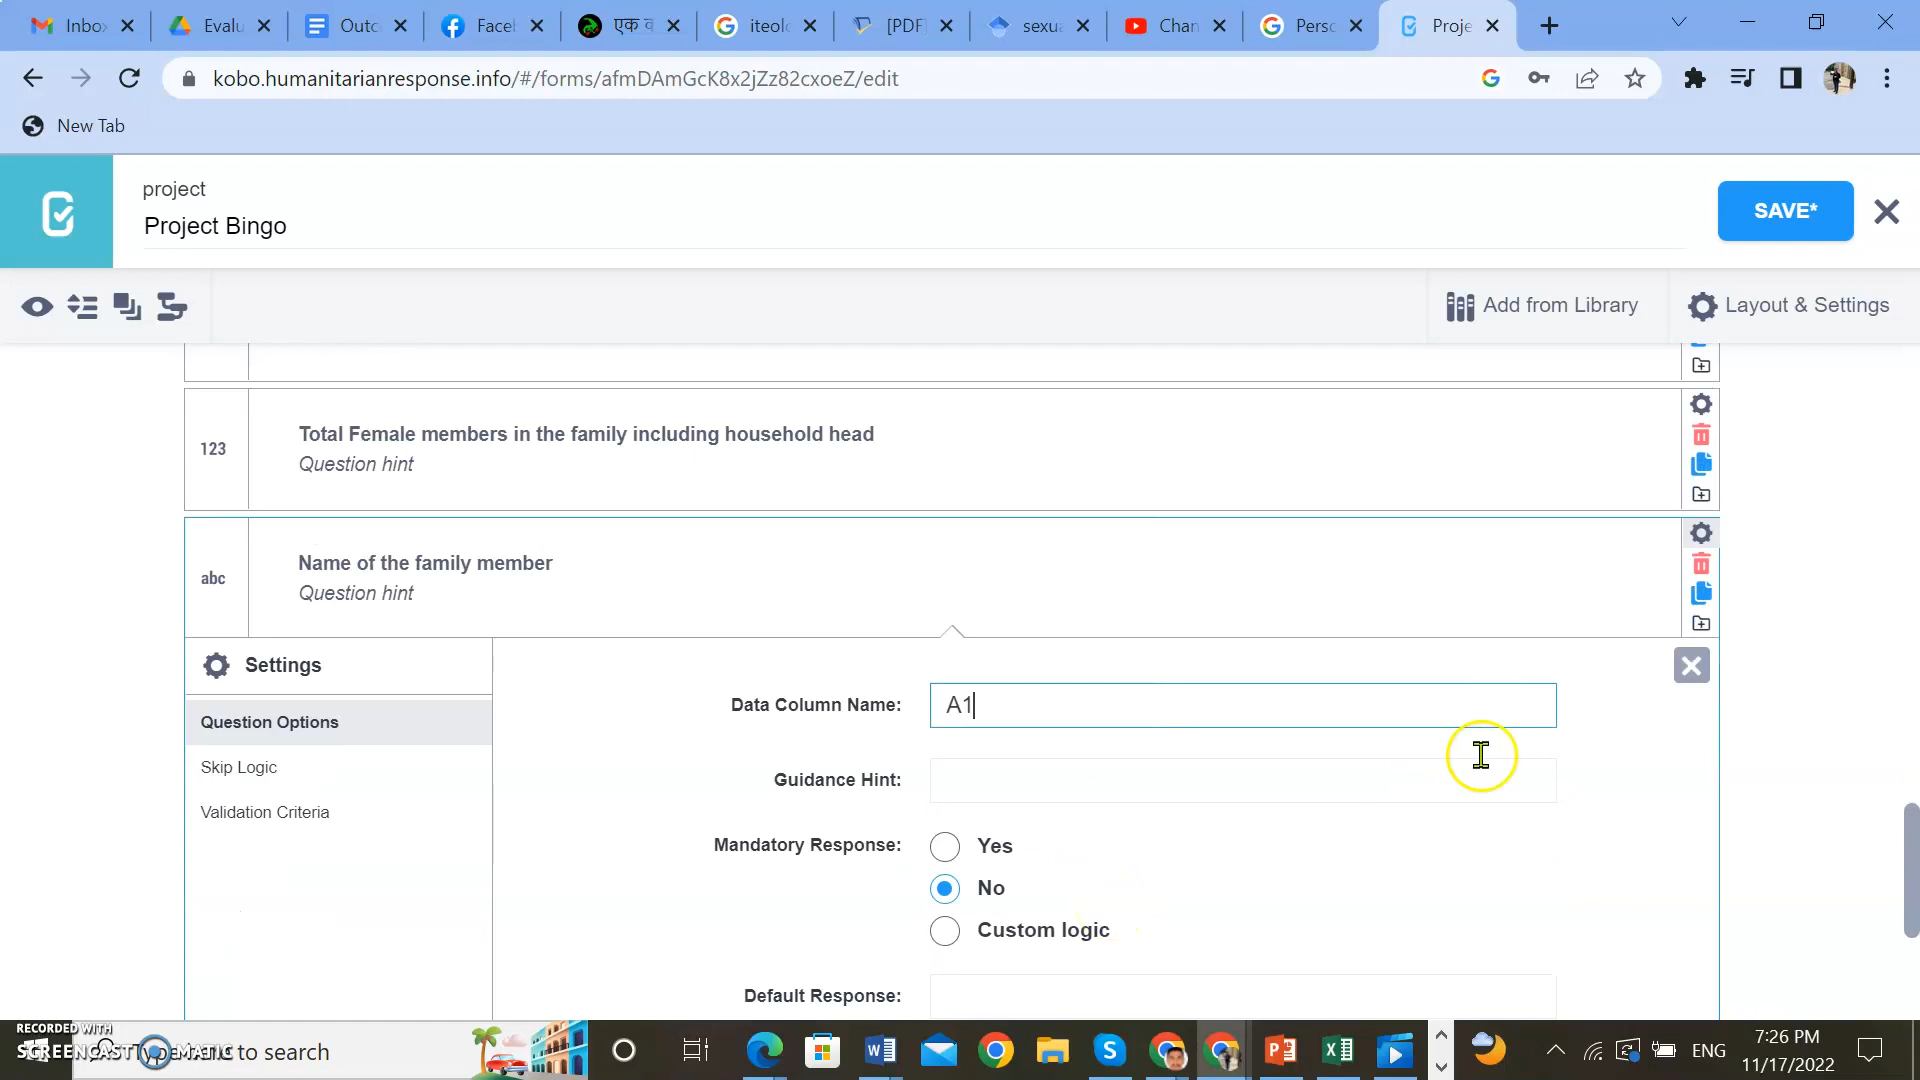 Inbo
Evalu
Outc
Facel
एक व
iteol
[PDF]
sexua
Chan
Perso
Proje
kobo.humanitarianresponse.info/#/forms/afmDAmGcK8x2jZz82cxoeZ/edit
New Tab
project
Project Bingo
SAVE*
Add from Library
Layout & Settings
123
Total Female members in the family including household head
Question hint
abc
Name of the family member
Question hint
Settings
Data Column Name:
A1
Question Options
Skip Logic
Guidance Hint:
Validation Criteria
Mandatory Response:
Yes
No
Custom logic
Default Response:
RECORDED WITH
SCREENCAST MATIC
Type here to search
ENG
7:26 PM
11/17/2022